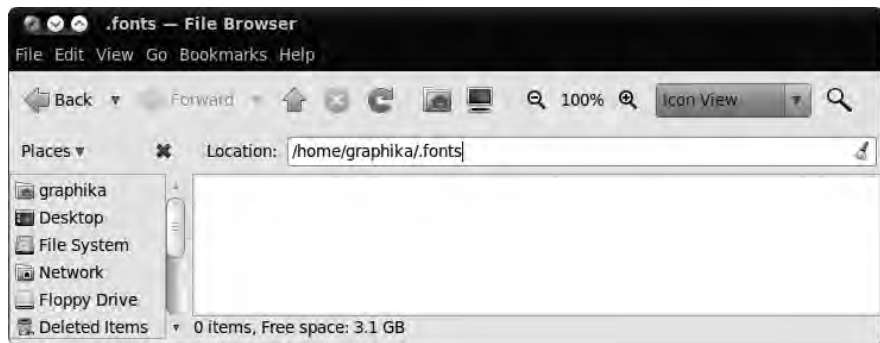 .fonts — File Browser
File Edit View Go Bookmarks Help
Back Forward 100% Icon View
Places Location: /home/graphika/.fonts
graphika
Desktop
File System
Network
Floppy Drive
Deleted Items
0 items, Free space: 3.1 GB